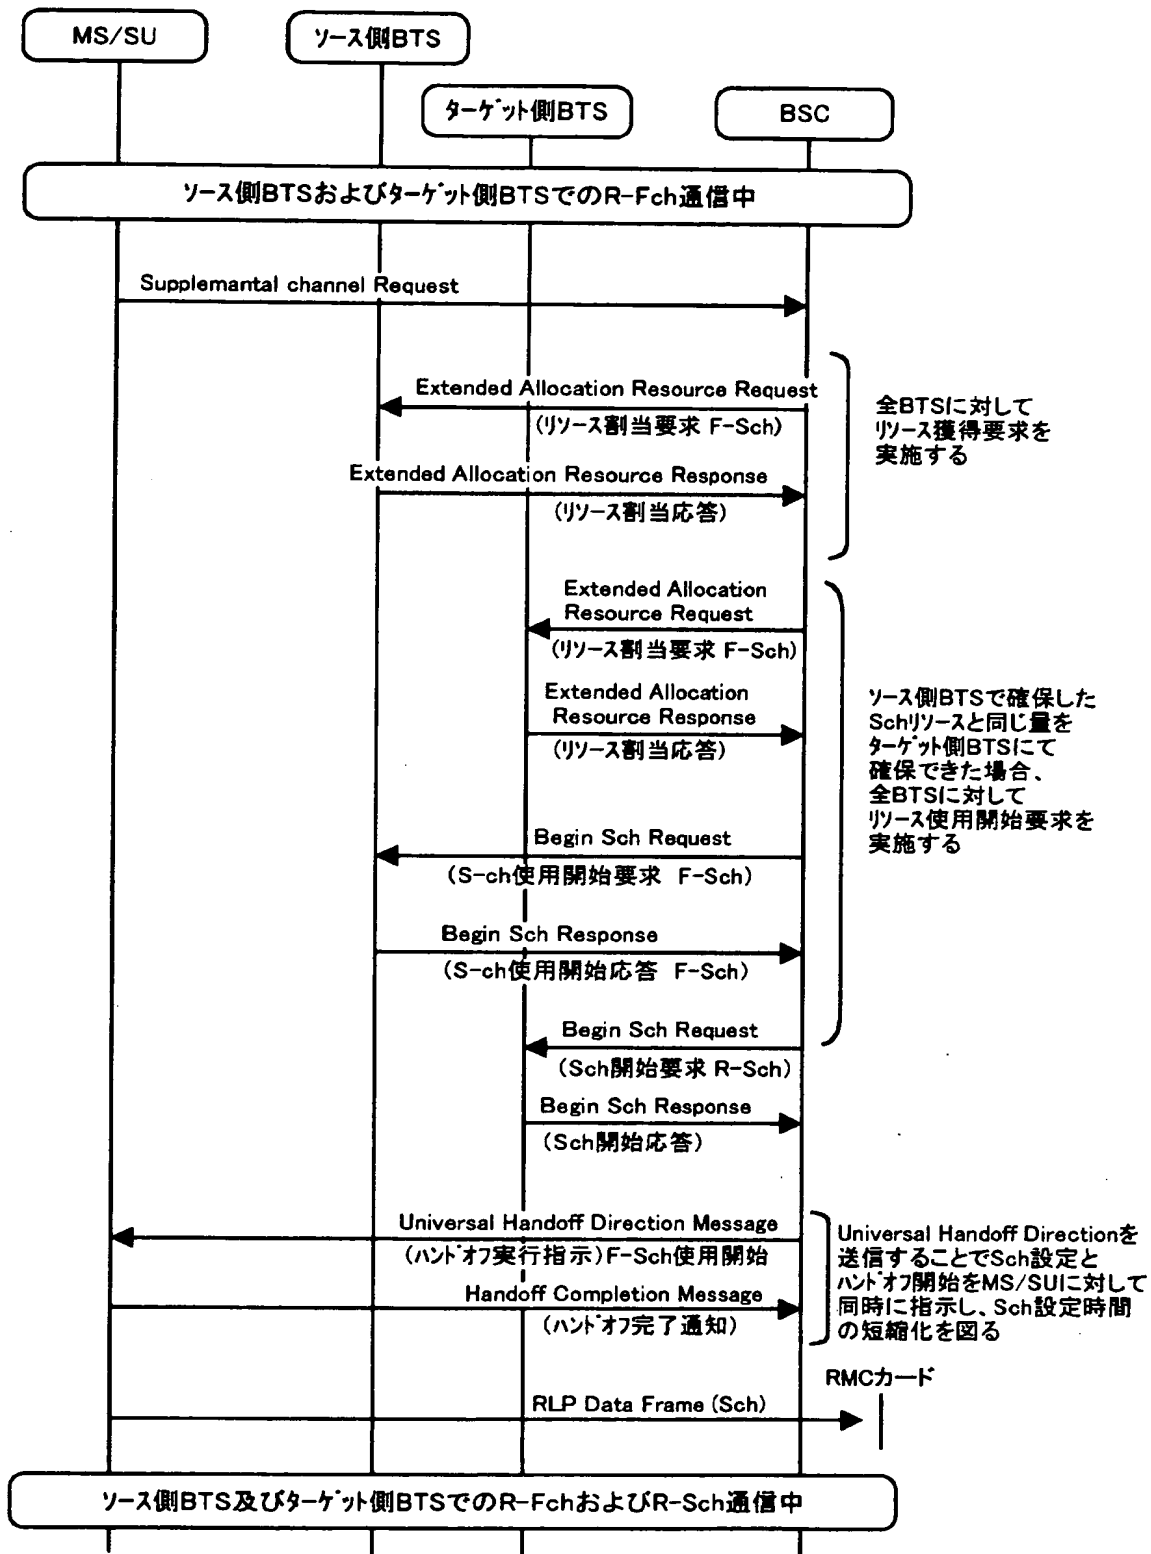 MS/SU
ソース側BTS
ターゲット側BTS
BSC
ソース側BTSおよびターゲット側BTSでのR-Fch通信中
Supplemantal channel Request
Extended Allocation Resource Request
(リソース割当要求 F-Sch)
全BTSに対して
リソース獲得要求を
実施する
Extended Allocation Resource Response
(リソース割当応答)
Extended Allocation
Resource Request
(リソース割当要求 F-Sch)
Extended Allocation
Resource Response
(リソース割当応答)
ソース側BTSで確保した
Schリソースと同じ量を
ターゲット側BTSにて
確保できた場合、
全BTSに対して
リソース使用開始要求を
実施する
Begin Sch Request
(S-ch使用開始要求 F-Sch)
Begin Sch Response
(S-ch使用開始応答 F-Sch)
Begin Sch Request
(Sch開始要求 R-Sch)
Begin Sch Response
(Sch開始応答)
Universal Handoff Direction Message
(ハンドオフ実行指示)F-Sch使用開始
Handoff Completion Message
(ハンドオフ完了通知)
Universal Handoff Directionを
送信することでSch設定と
ハンドオフ開始をMS/SUに対して
同時に指示し、Sch設定時間
の短縮化を図る
RMCカード
RLP Data Frame (Sch)
ソース側BTS及びターゲット側BTSでのR-FchおよびR-Sch通信中